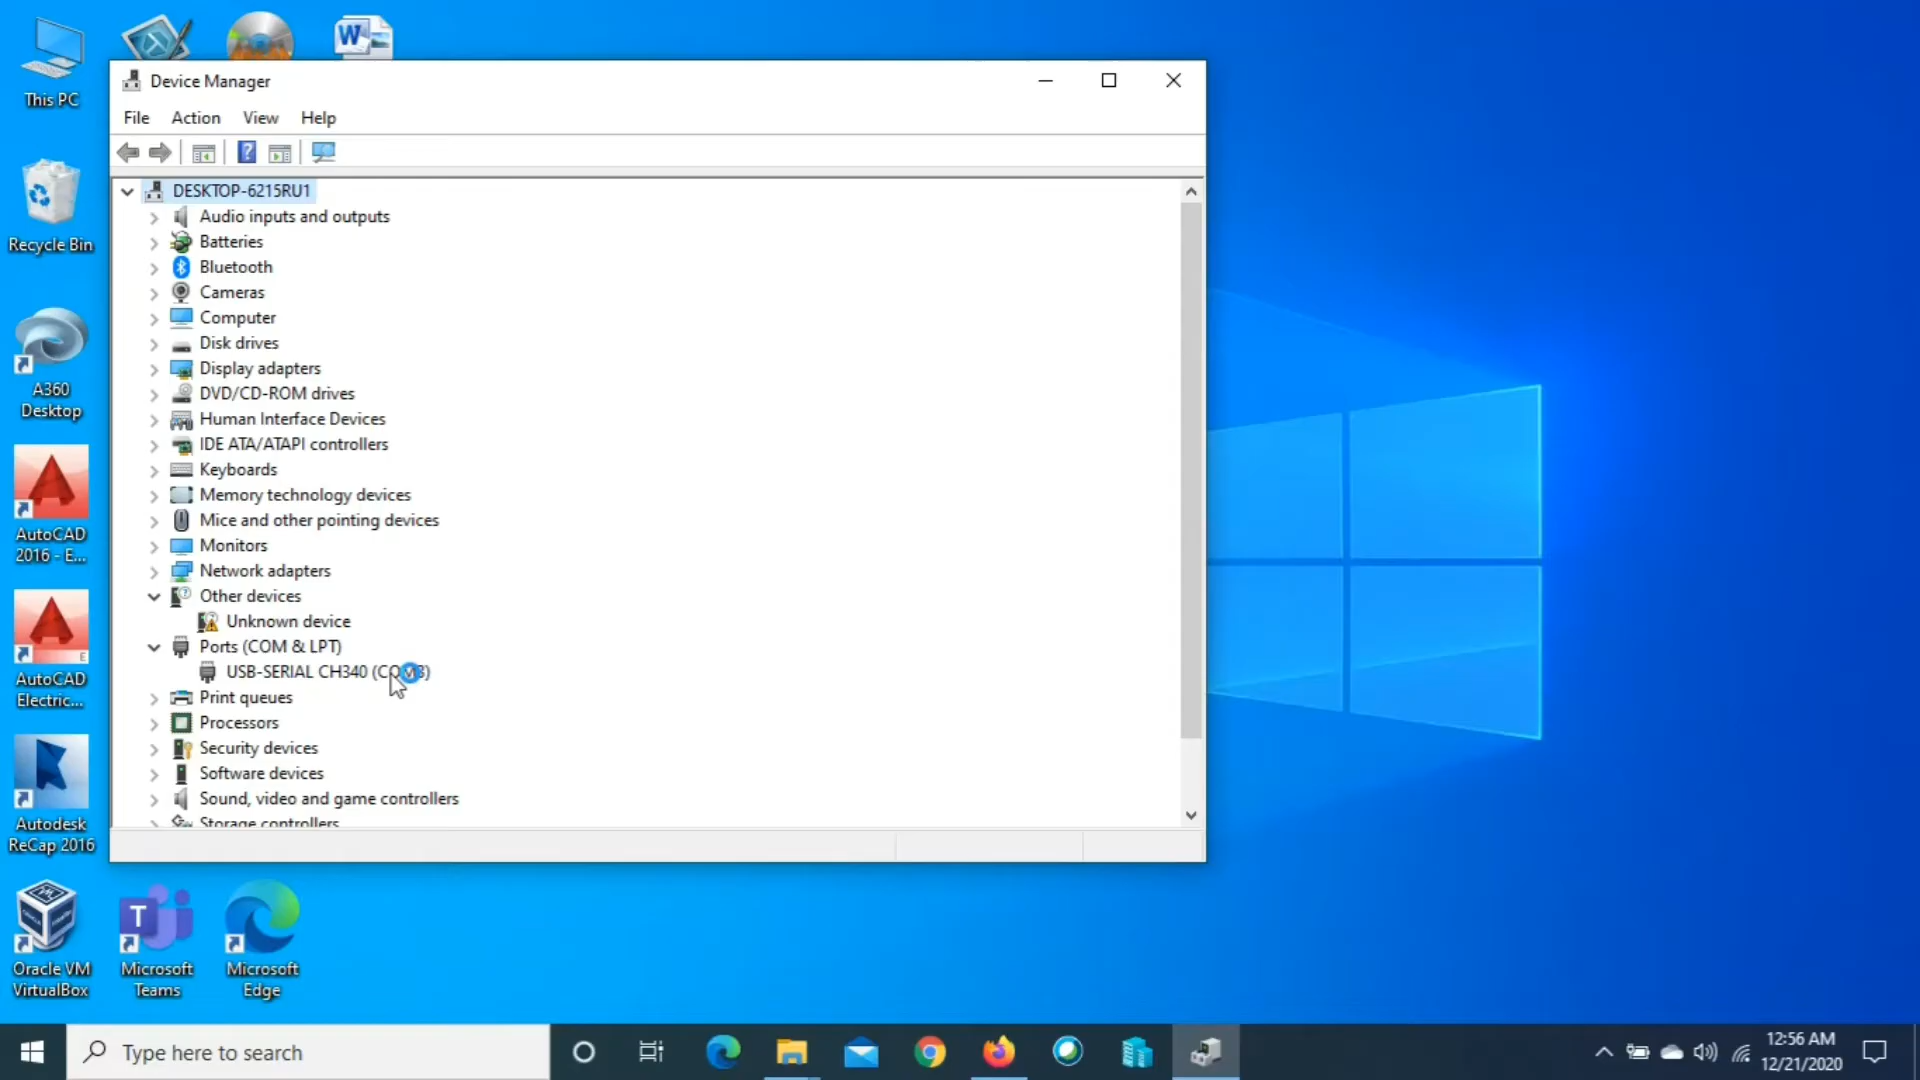 This PC
Recycle Bin
A360
Desktop
AutoCAD
2016 - E...
AutoCAD
Electric...
Autodesk
ReCap 2016
Oracle VM
VirtualBox
Microsoft
Teams
Microsoft
Edge
Device Manager
File Action View Help
DESKTOP-6215RU1
Audio inputs and outputs
Batteries
Bluetooth
Cameras
Computer
Disk drives
Display adapters
DVD/CD-ROM drives
Human Interface Devices
IDE ATA/ATAPI controllers
Keyboards
Memory technology devices
Mice and other pointing devices
Monitors
Network adapters
Other devices
Unknown device
Ports (COM & LPT)
USB-SERIAL CH340
Print queues
Processors
Security devices
Software devices
Sound, video and game controllers
Storage controllers
Type here to search
12:56 AM
12/21/2020